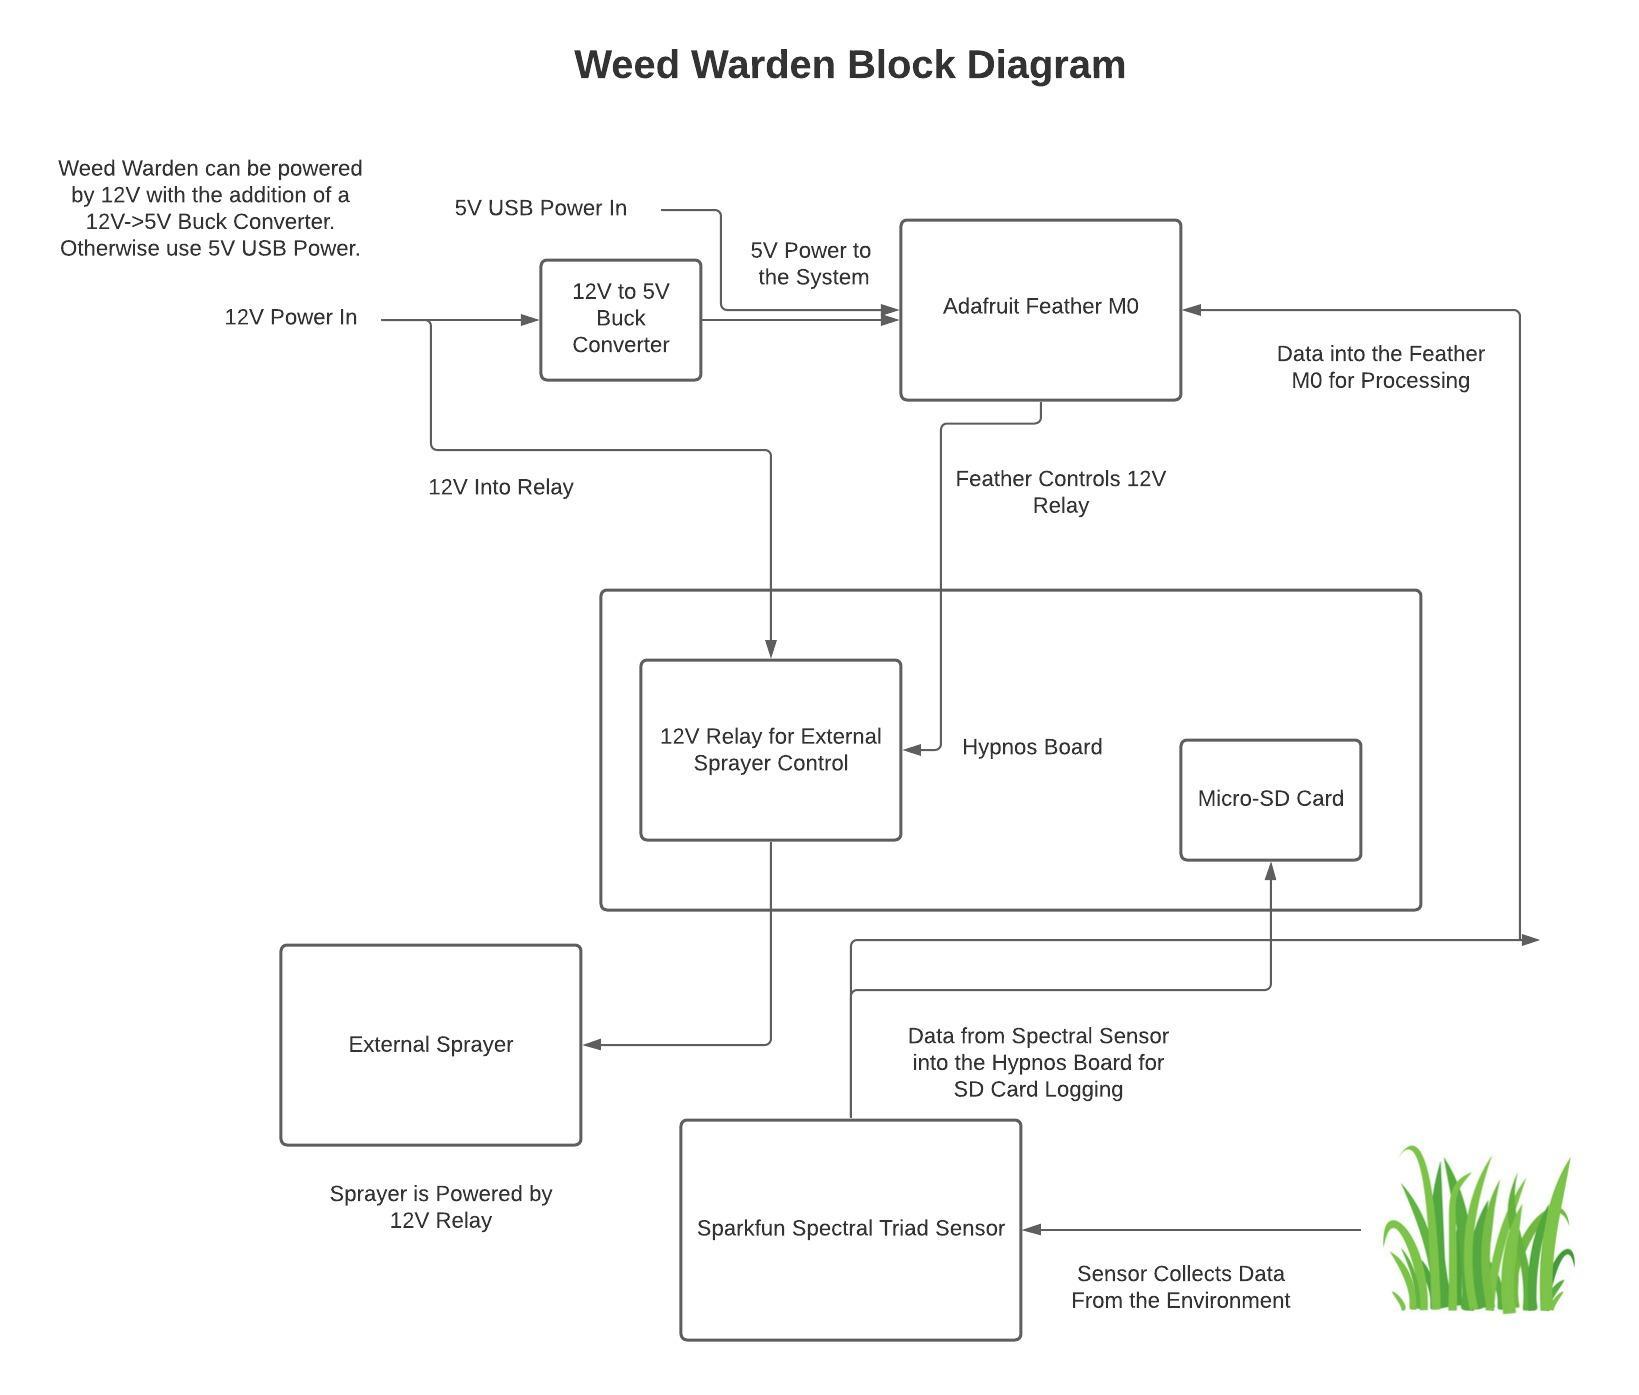 Weed Warden Block Diagram
Weed Warden can be powered
by 12V with the addition of a
12V->5V Buck Converter.
Otherwise use 5V USB Power.
5V USB Power In
5V Power to
the System
12V Power In
12V to 5V
Buck
Converter
Adafruit Feather M0
Data into the Feather
M0 for Processing
12V Into Relay
Feather Controls 12V
Relay
12V Relay for External
Sprayer Control
Hypnos Board
Micro-SD Card
External Sprayer
Data from Spectral Sensor
into the Hypnos Board for
SD Card Logging
Sprayer is Powered by
12V Relay
Sparkfun Spectral Triad Sensor
Sensor Collects Data
From the Environment